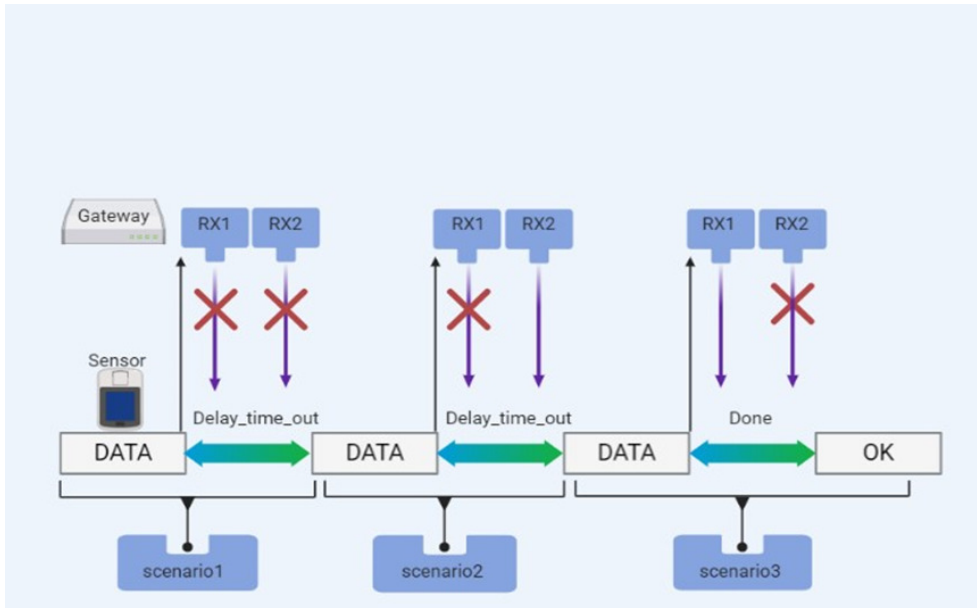 Gateway
RX1 RX2 RX1 RX2 RX1 RX2
Sensor
Delay_time_out Delay_time_out Done
DATA DATA DATA OK
scenario1 scenario2 scenario3